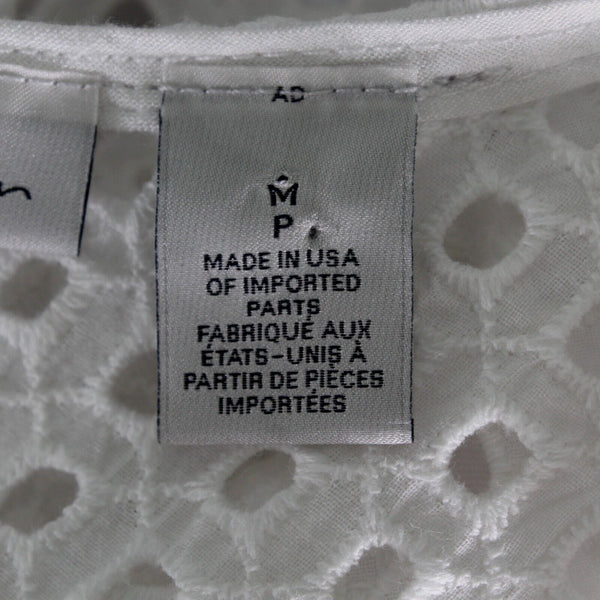 AD
M̂
P
MADE IN USA
OF IMPORTED
PARTS
FABRIQUÉ AUX
ÉTATS-UNIS À
PARTIR DE PIÈCES
IMPORTÉES